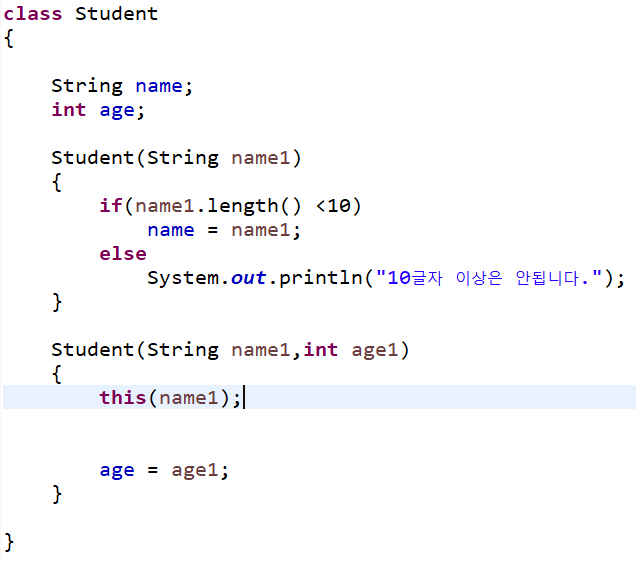 class Student
{
String name;
int age;
Student(String name1)
{
if(name1.length() <10)
name = name1;
else
System.out.println("10글자 이상은 안됩니다.");
}
Student(String name1,int age1)
{
this(name1);
age = age1;
}
}